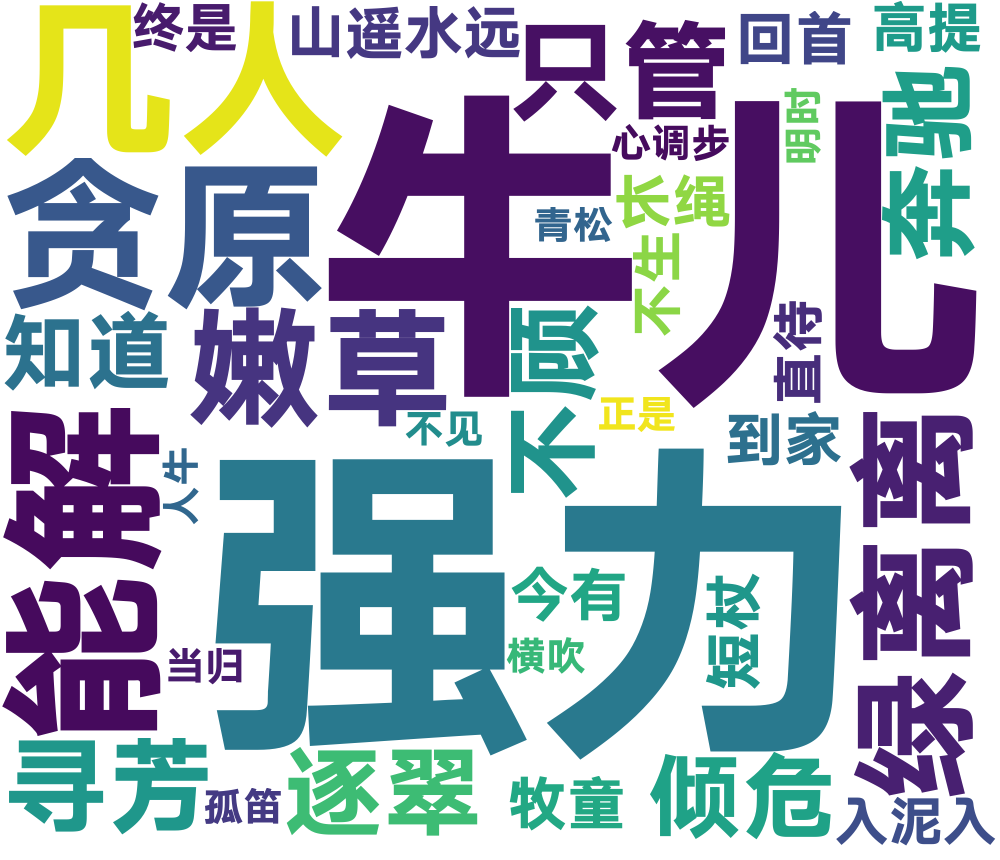 终是
山遥水远
只管
回首
高提
几人
牛儿
心调步
明时
奔驰
贪原
青松
长绳
不生
知道
嫩草
不顾
直待
不见
正是
到家
离离
能解
人牛
强力
今有
横吹
短杖
当归
绿
寻芳
孤笛
逐翠
牧童
倾危
入泥入